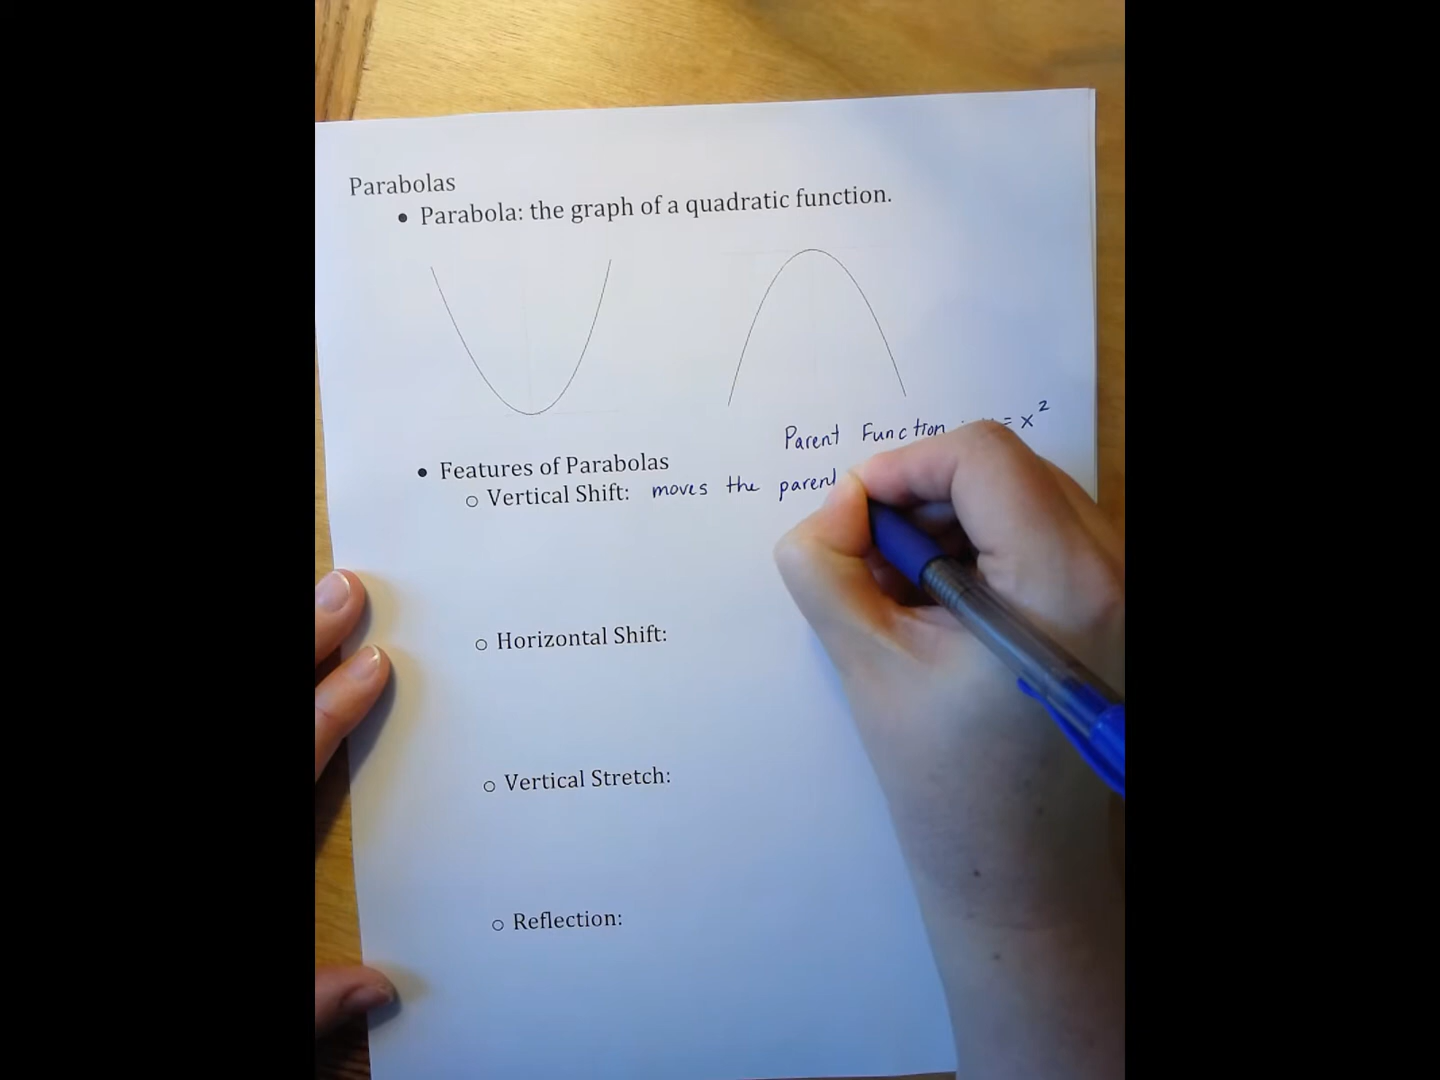 Parabolas
• Parabola: the graph of a quadratic function.
Parent Function = x²
• Features of Parabolas
○ Vertical Shift: moves the parent
○ Horizontal Shift:
○ Vertical Stretch:
○ Reflection: